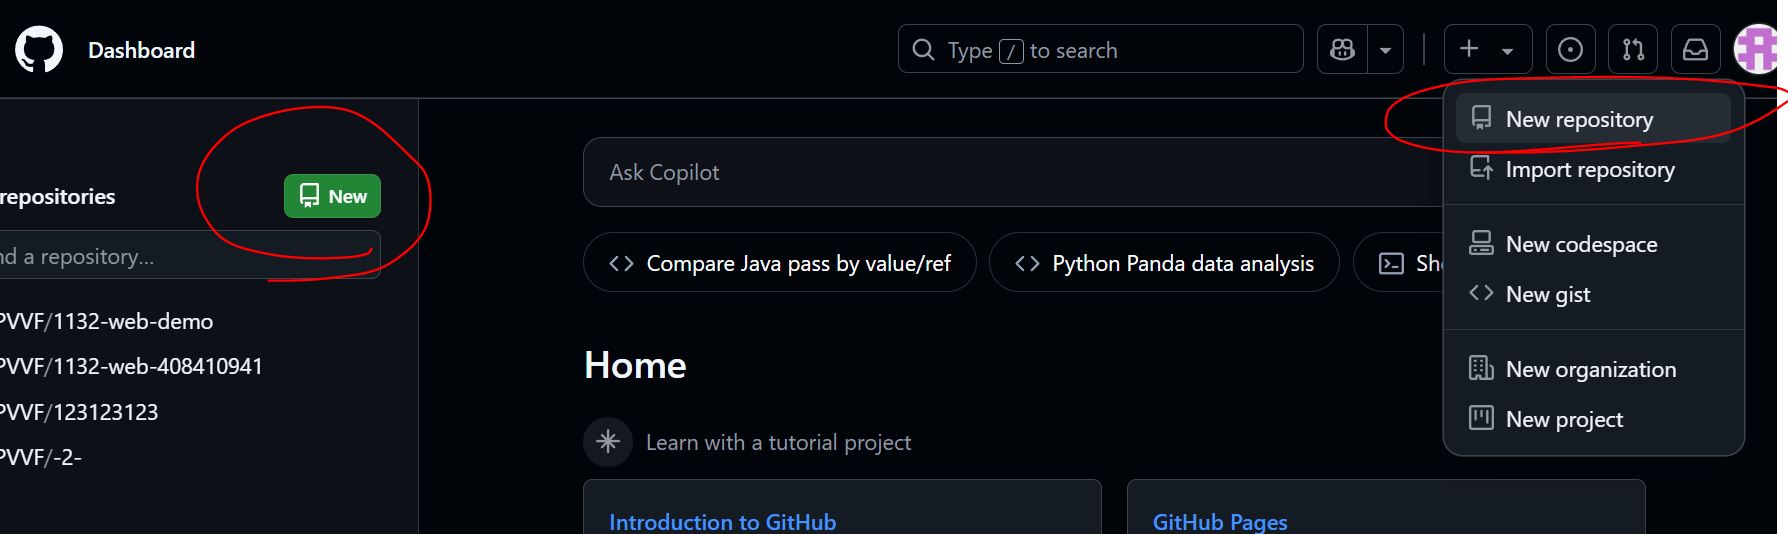 Dashboard
Type / to search
repositories
New
nd a repository...
PVVF/1132-web-demo
PVVF/1132-web-408410941
PVVF/123123123
PVVF/-2-
Ask Copilot
Compare Java pass by value/ref
Python Panda data analysis
Sh
Home
Learn with a tutorial project
Introduction to GitHub
GitHub Pages
New repository
Import repository
New codespace
New gist
New organization
New project